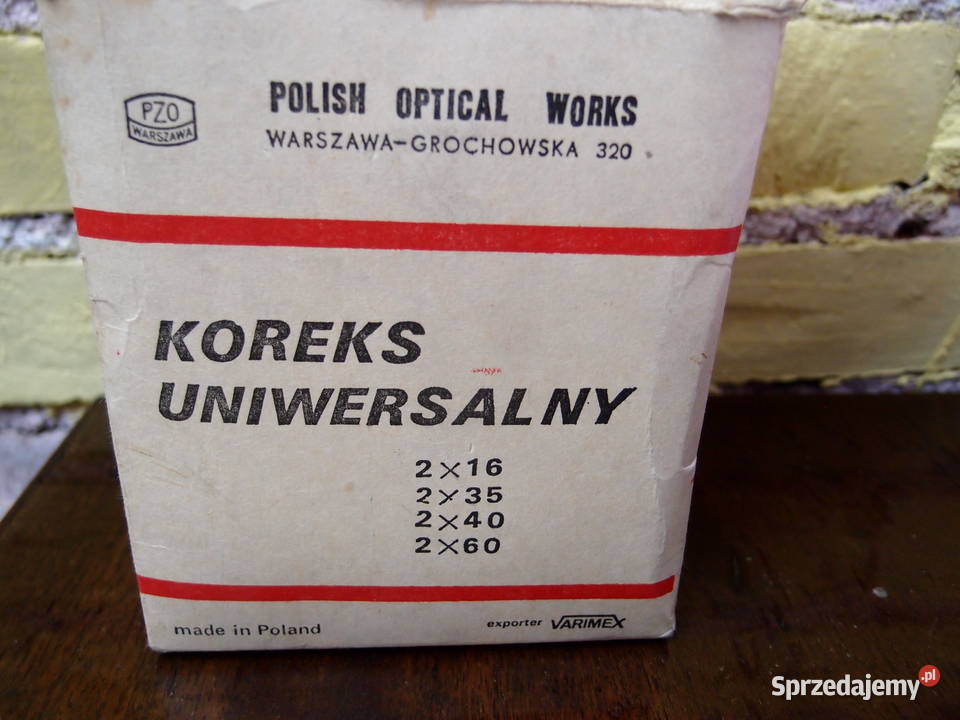 PZO
WARSZAWA
POLISH OPTICAL WORKS
WARSZAWA-GROCHOWSKA 320
KOREKS
UNIWERSALNY
2×16
2×35
2×40
2×60
made in Poland
exporter VARIMEX
Sprzedajemy.pl